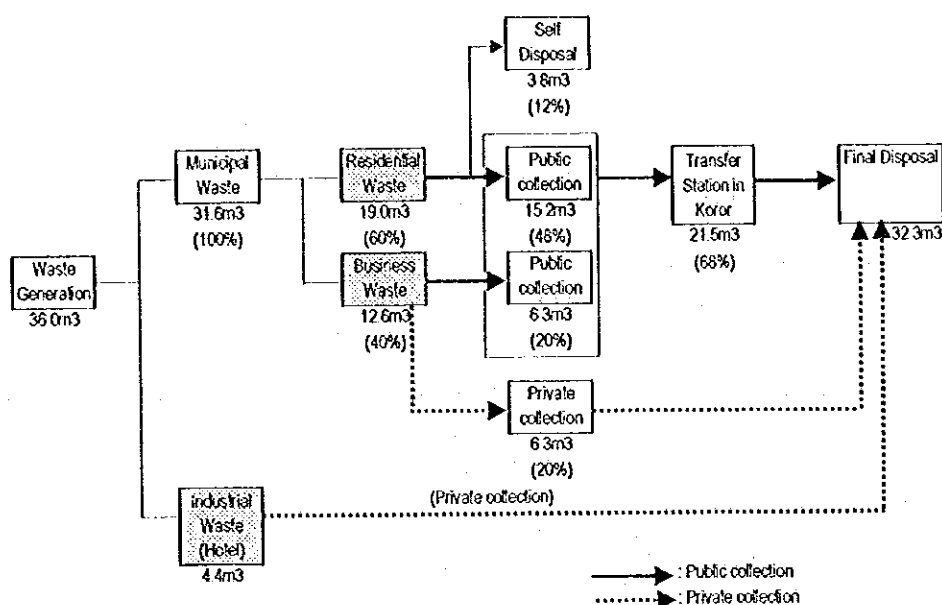 Self
Disposal
3.8m3
(12%)
Municipal
Waste
31.6m3
(100%)
Residential
Waste
19.0m3
(60%)
Public
collection
15.2m3
(48%)
Transfer
Station in
Koror
21.5m3
(68%)
Final Disposal
32.3m3
Waste
Generation
36.0m3
Business
Waste
12.6m3
(40%)
Public
collection
6.3m3
(20%)
Private
collection
6.3m3
(20%)
Industrial
Waste
(Hotel)
4.4m3
(Private collection)
: Public collection
: Private collection